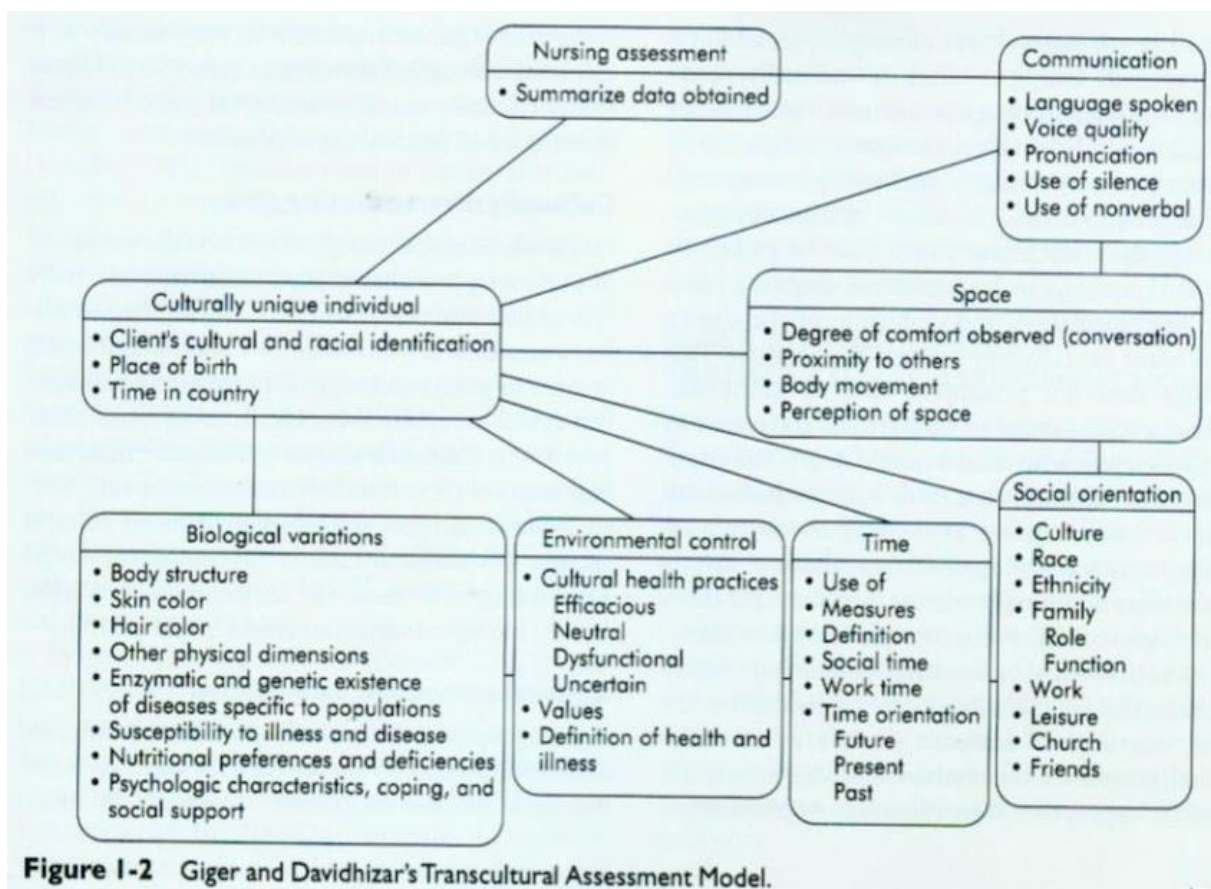 Nursing assessment
• Summarize data obtained
Communication
• Language spoken
• Voice quality
• Pronunciation
• Use of silence
• Use of nonverbal
Culturally unique individual
• Client's cultural and racial identification
• Place of birth
• Time in country
Space
• Degree of comfort observed (conversation)
• Proximity to others
• Body movement
• Perception of space
Biological variations
• Body structure
• Skin color
• Hair color
• Other physical dimensions
• Enzymatic and genetic existence
of diseases specific to populations
• Susceptibility to illness and disease
• Nutritional preferences and deficiencies
• Psychologic characteristics, coping, and
social support
Environmental control
• Cultural health practices
Efficacious
Neutral
Dysfunctional
Uncertain
• Values
• Definition of health and
illness
Time
• Use of
• Measures
• Definition
• Social time
• Work time
• Time orientation
Future
Present
Past
Social orientation
• Culture
• Race
• Ethnicity
• Family
Role
Function
• Work
• Leisure
• Church
• Friends
Figure 1-2 Giger and Davidhizar's Transcultural Assessment Model.